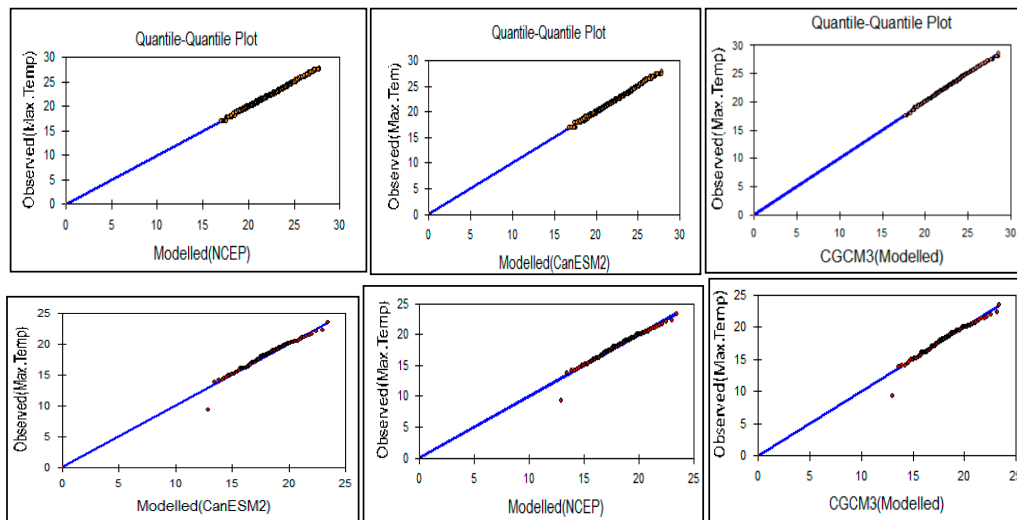 Quantile-Quantile Plot
Observed(Max.Temp)
30
25
20
15
10
5
0
0 5 10 15 20 25 30
Modelled(NCEP)
Quantile-Quantile Plot
Observed(Max.Tem)
30
25
20
15
10
5
0
0 5 10 15 20 25 30
Modelled(CanESM2)
Quantile-Quantile Plot
Observed(Max.Temp)
30
25
20
15
10
5
0
0 5 10 15 20 25 30
CGCM3(Modelled)
Observed(Max.Temp)
25
20
15
10
5
0
0 5 10 15 20 25
Modelled(CanESM2)
Observed(Max.Temp)
25
20
15
10
5
0
0 5 10 15 20 25
Modelled(NCEP)
Observed(Max.Temp)
25
20
15
10
5
0
0 5 10 15 20 25
CGCM3(Modelled)